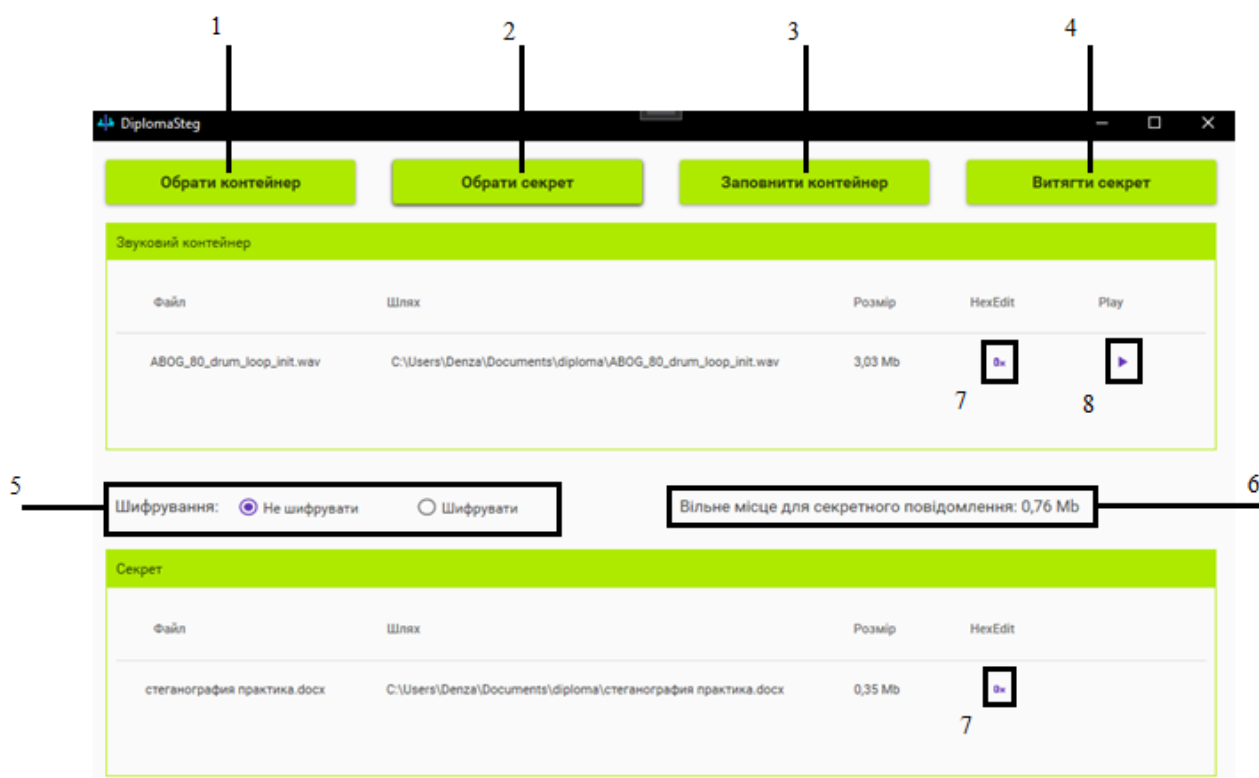 1 2 3 4
DiplomaSteg
Обрати контейнер Обрати секрет Заповнити контейнер Витягти секрет
Звуковий контейнер
Файл Шлях Розмір HexEdit Play
ABOG_80_drum_loop_init.wav C:\Users\Denza\Documents\diploma\ABOG_80_drum_loop_init.wav 3,03 Mb 0x
7 8
5 6
Шифрування: Не шифрувати Шифрувати Вільне місце для секретного повідомлення: 0,76 Mb
Секрет
Файл Шлях Розмір HexEdit
стеганография практика.docx C:\Users\Denza\Documents\diploma\стеганография практика.docx 0,35 Mb 0x
7